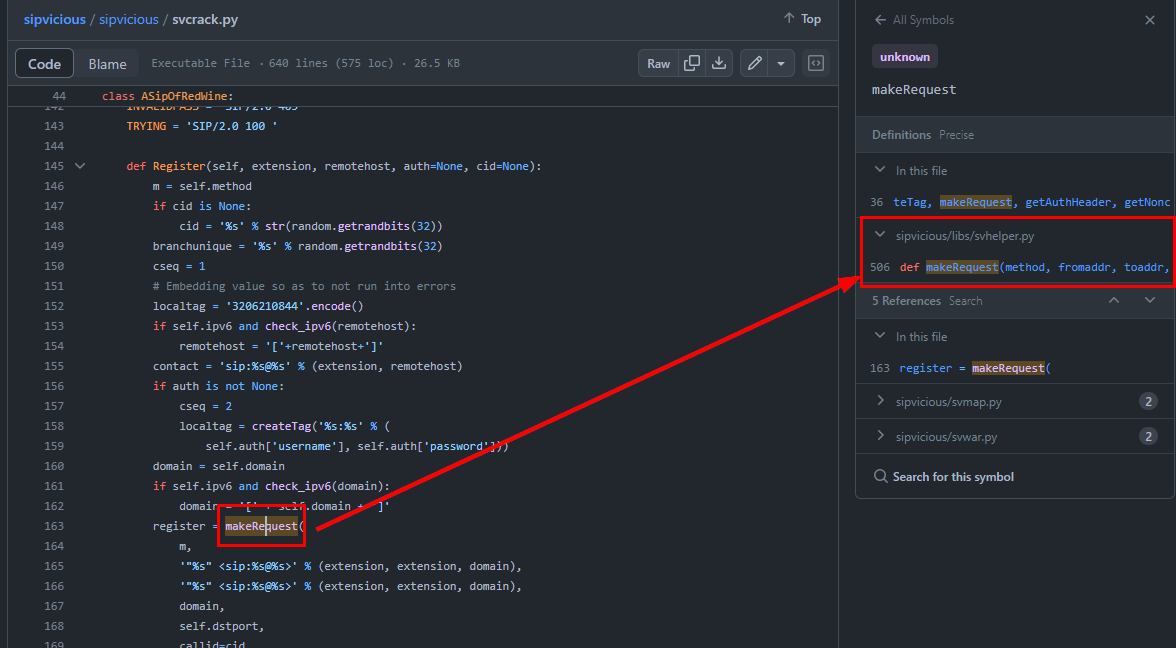 sipvicious / sipvicious / svcrack.py
Top
Code Blame Executable File · 640 lines (575 loc) · 26.5 KB
Raw
44 class ASipOfRedWine:
143 TRYING = 'SIP/2.0 100 '
144
145 def Register(self, extension, remotehost, auth=None, cid=None):
146 m = self.method
147 if cid is None:
148 cid = '%s' % str(random.getrandbits(32))
149 branchunique = '%s' % random.getrandbits(32)
150 cseq = 1
151 # Embedding value so as to not run into errors
152 localtag = '3206210844'.encode()
153 if self.ipv6 and check_ipv6(remotehost):
154 remotehost = '['+remotehost+']'
155 contact = 'sip:%s@%s' % (extension, remotehost)
156 if auth is not None:
157 cseq = 2
158 localtag = createTag('%s:%s' % (
159 self.auth['username'], self.auth['password']))
160 domain = self.domain
161 if self.ipv6 and check_ipv6(domain):
162 domain = '[' + self.domain + ']'
163 register = makeRequest(
164 m,
165 '"%s" <sip:%s@%s>' % (extension, extension, domain),
166 '"%s" <sip:%s@%s>' % (extension, extension, domain),
167 domain,
168 self.dstport,
169 callid=cid
All Symbols
unknown
makeRequest
Definitions Precise
In this file
36 teTag, makeRequest, getAuthHeader, getNonc
sipvicious/libs/svhelper.py
506 def makeRequest(method, fromaddr, toaddr,
5 References Search
In this file
163 register = makeRequest(
sipvicious/svmap.py 2
sipvicious/svwar.py 2
Search for this symbol